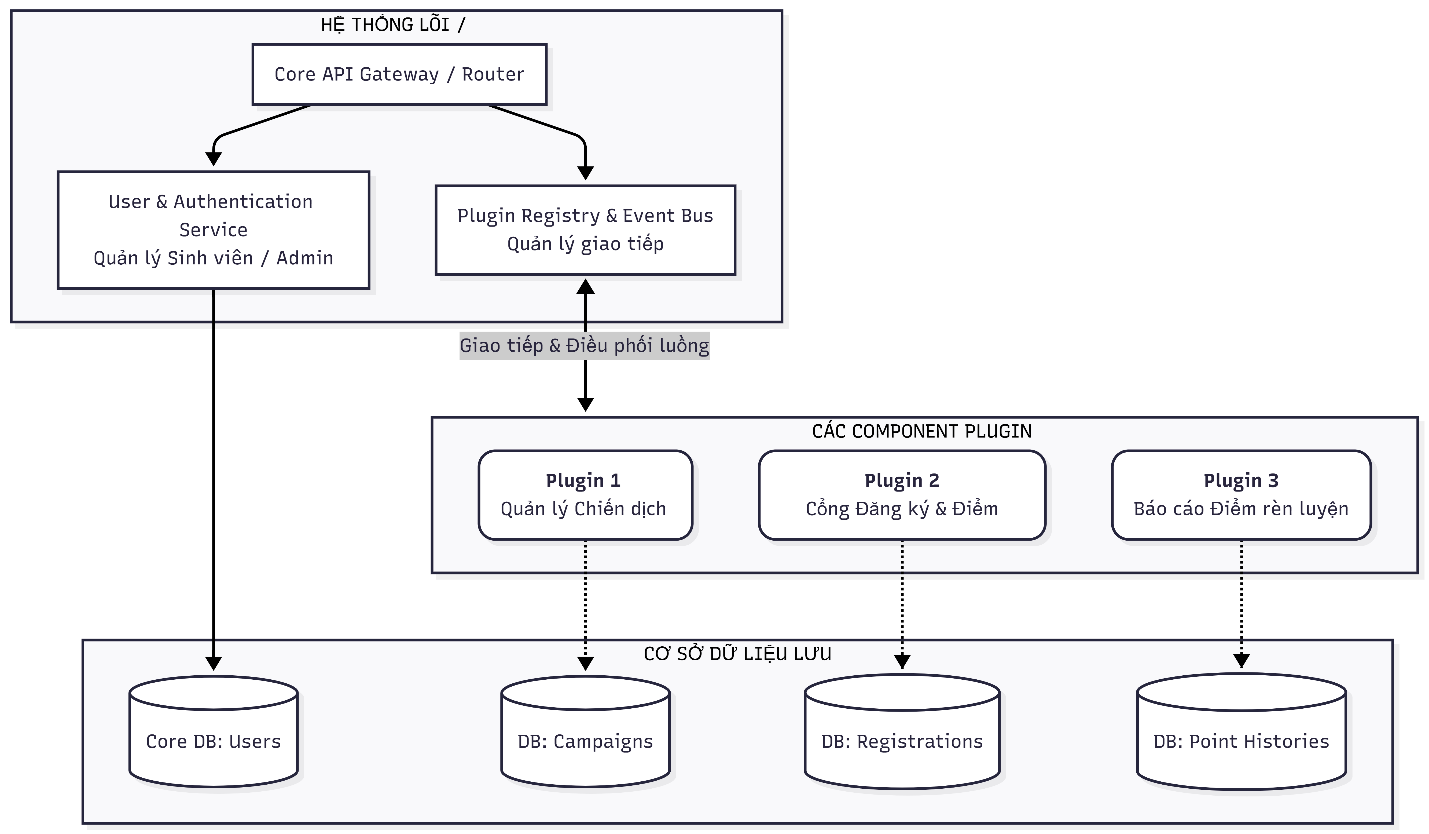 HỆ THỐNG LÕI /
Core API Gateway / Router
User & Authentication
Service
Quản lý Sinh viên / Admin
Plugin Registry & Event Bus
Quản lý giao tiếp
Giao tiếp & Điều phối luồng
CÁC COMPONENT PLUGIN
Plugin 1
Quản lý Chiến dịch
Plugin 2
Cổng Đăng ký & Điểm
Plugin 3
Báo cáo Điểm rèn luyện
CƠ SỞ DỮ LIỆU LƯU
Core DB: Users
DB: Campaigns
DB: Registrations
DB: Point Histories